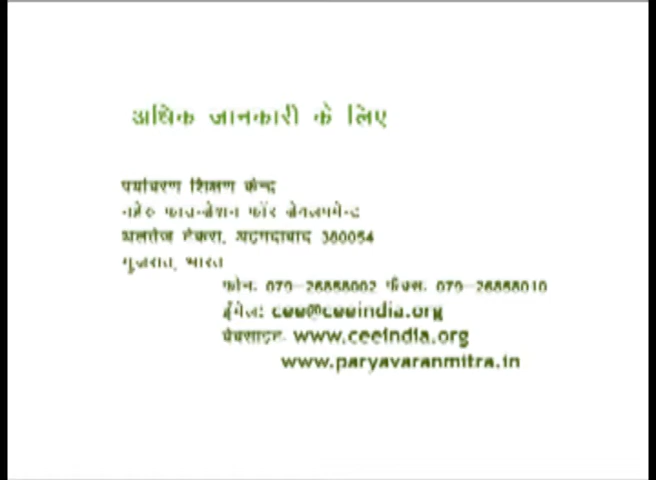 अधिक जानकारी के लिए
पर्यावरण शिक्षण केन्द्र
नेहरु फाउन्डेशन फॉर डेवलपमेन्ट
थलतेज टेकरा, अहमदाबाद 380054
गुजरात, भारत
फोन: 079-26858002 फैक्स: 079-26858010
ईमेल: cee@ceeindia.org
वेबसाइट: www.ceeindia.org
www.paryavaranmitra.in